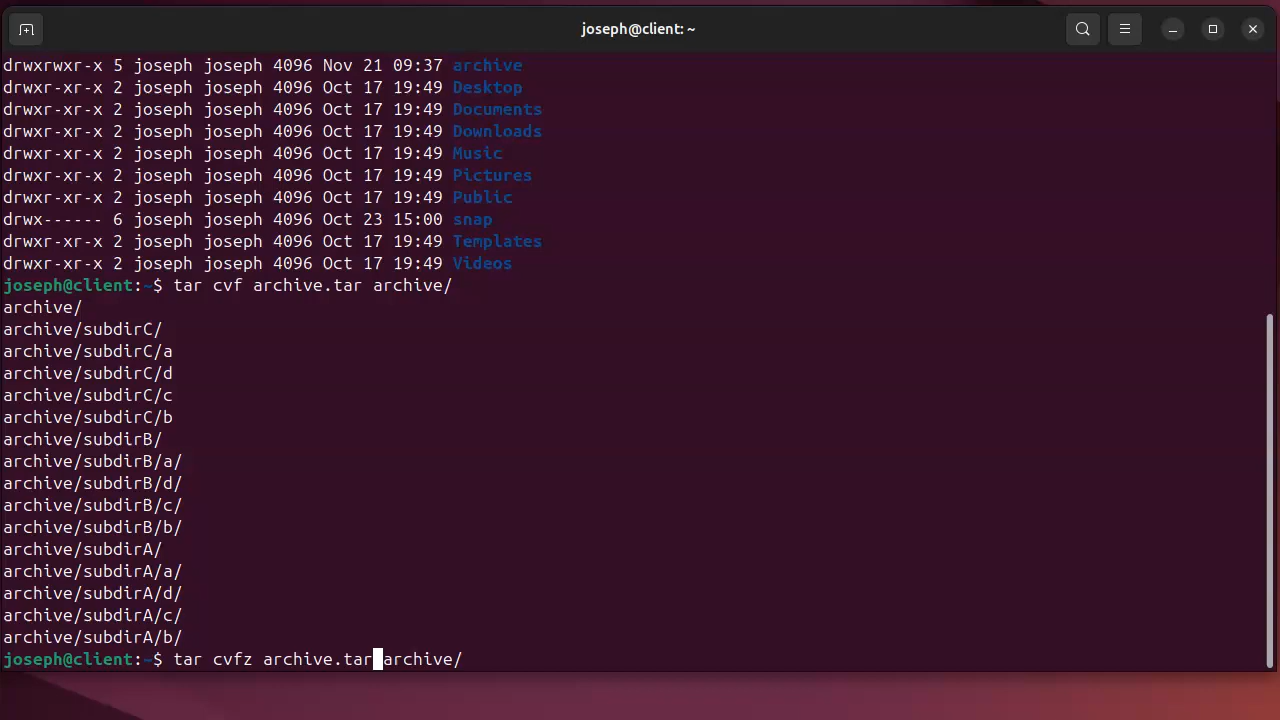 joseph@client: ~
drwxrwxr-x 5 joseph joseph 4096 Nov 21 09:37 archive
drwxr-xr-x 2 joseph joseph 4096 Oct 17 19:49 Desktop
drwxr-xr-x 2 joseph joseph 4096 Oct 17 19:49 Documents
drwxr-xr-x 2 joseph joseph 4096 Oct 17 19:49 Downloads
drwxr-xr-x 2 joseph joseph 4096 Oct 17 19:49 Music
drwxr-xr-x 2 joseph joseph 4096 Oct 17 19:49 Pictures
drwxr-xr-x 2 joseph joseph 4096 Oct 17 19:49 Public
drwx------ 6 joseph joseph 4096 Oct 23 15:00 snap
drwxr-xr-x 2 joseph joseph 4096 Oct 17 19:49 Templates
drwxr-xr-x 2 joseph joseph 4096 Oct 17 19:49 Videos
joseph@client:~$ tar cvf archive.tar archive/
archive/
archive/subdirC/
archive/subdirC/a
archive/subdirC/d
archive/subdirC/c
archive/subdirC/b
archive/subdirB/
archive/subdirB/a/
archive/subdirB/d/
archive/subdirB/c/
archive/subdirB/b/
archive/subdirA/
archive/subdirA/a/
archive/subdirA/d/
archive/subdirA/c/
archive/subdirA/b/
joseph@client:~$ tar cvfz archive.tar archive/